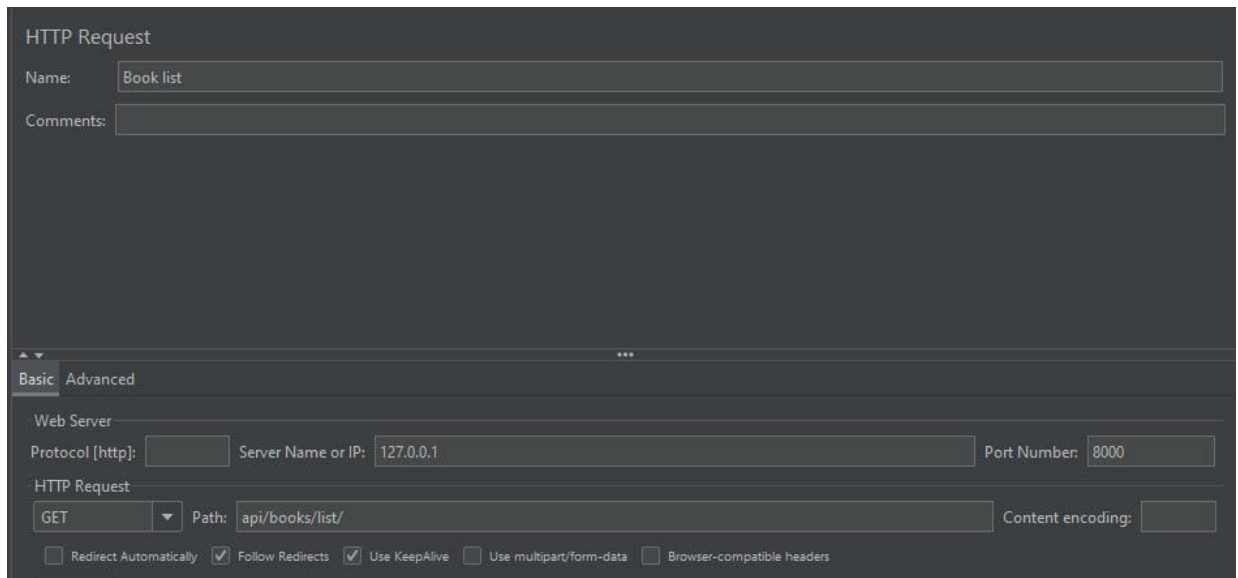 HTTP Request
Name: Book list
Comments:
Basic Advanced
Web Server
Protocol [http]: Server Name or IP: 127.0.0.1 Port Number: 8000
HTTP Request
GET Path: api/books/list/ Content encoding:
Redirect Automatically Follow Redirects Use KeepAlive Use multipart/form-data Browser-compatible headers